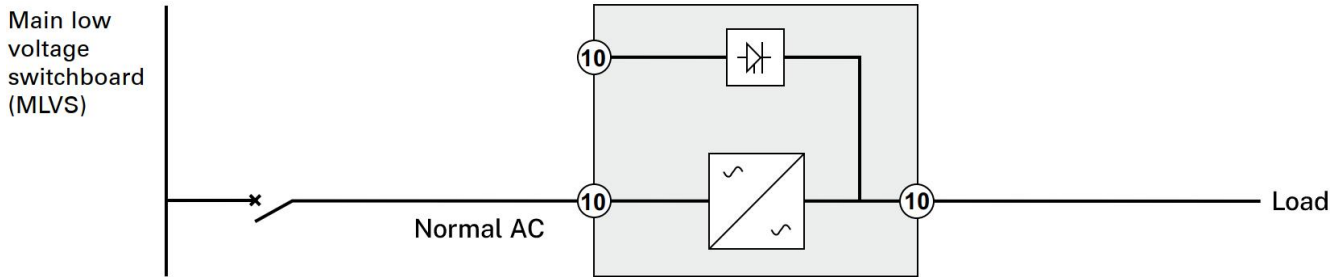 Main low
voltage
switchboard
(MLVS)
10
10
10
Load
Normal AC